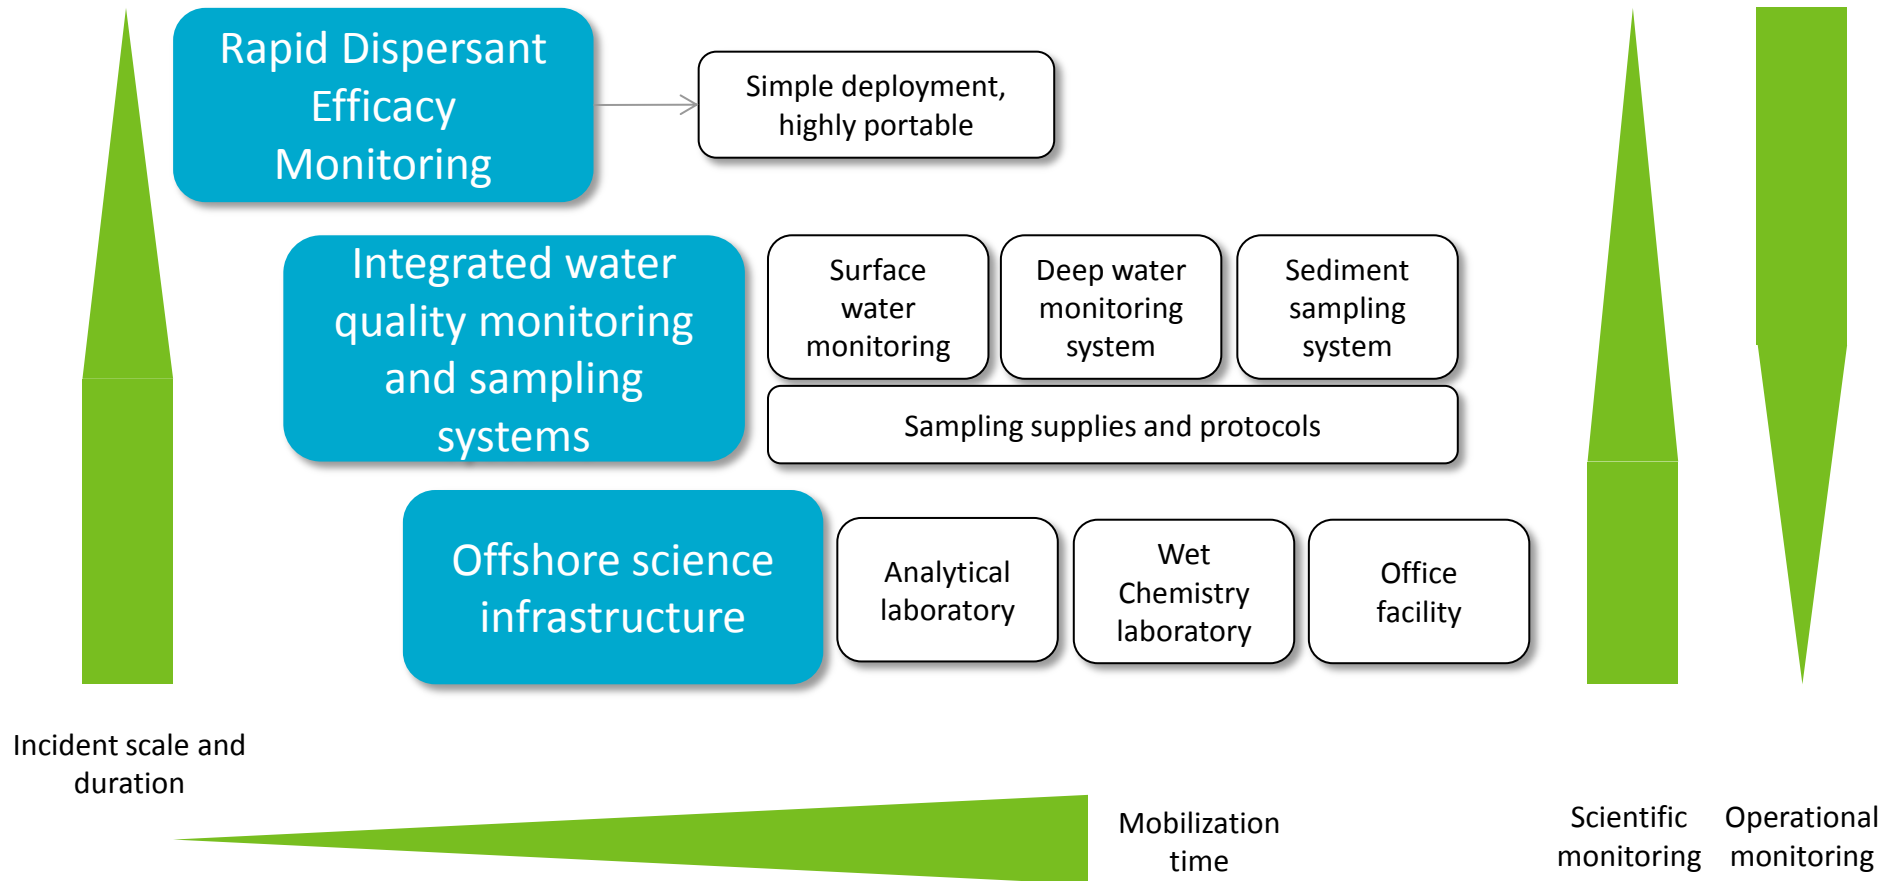 Rapid Dispersant
Efficacy
Monitoring
Simple deployment,
highly portable
Integrated water
quality monitoring
and sampling
systems
Surface
water
monitoring
Deep water
monitoring
system
Sediment
sampling
system
Sampling supplies and protocols
Offshore science
infrastructure
Analytical
laboratory
Wet
Chemistry
laboratory
Office
facility
Incident scale and
duration
Mobilization
time
Scientific
monitoring
Operational
monitoring